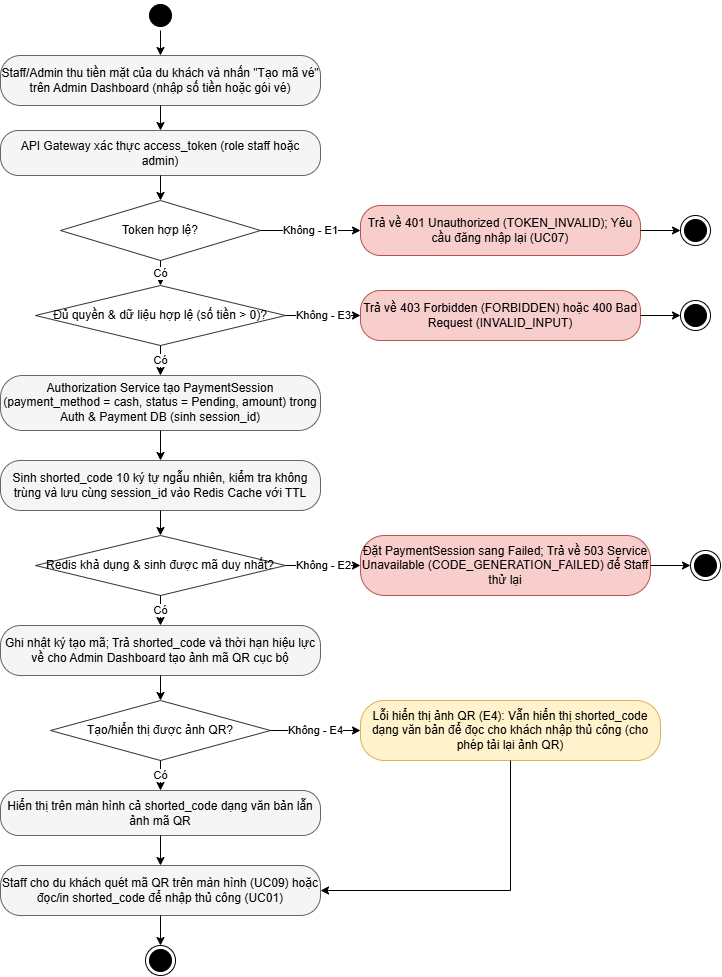 Staff/Admin thu tiền mặt của du khách và nhấn "Tạo mã vé"
trên Admin Dashboard (nhập số tiền hoặc gói vé)
API Gateway xác thực access_token (role staff hoặc
admin)
Token hợp lệ?
Không - E1
Trả về 401 Unauthorized (TOKEN_INVALID); Yêu
cầu đăng nhập lại (UC07)
Có
Đủ quyền & dữ liệu hợp lệ (số tiền > 0)?
Không - E3
Trả về 403 Forbidden (FORBIDDEN) hoặc 400 Bad
Request (INVALID_INPUT)
Có
Authorization Service tạo PaymentSession
(payment_method = cash, status = Pending, amount) trong
Auth & Payment DB (sinh session_id)
Sinh shorted_code 10 ký tự ngẫu nhiên, kiểm tra không
trùng và lưu cùng session_id vào Redis Cache với TTL
Redis khả dụng & sinh được mã duy nhất?
Không - E2
Đặt PaymentSession sang Failed; Trả về 503 Service
Unavailable (CODE_GENERATION_FAILED) để Staff
thử lại
Có
Ghi nhật ký tạo mã; Trả shorted_code và thời hạn hiệu lực
về cho Admin Dashboard tạo ảnh mã QR cục bộ
Tạo/hiển thị được ảnh QR?
Không - E4
Lỗi hiển thị ảnh QR (E4): Vẫn hiển thị shorted_code
dạng văn bản để đọc cho khách nhập thủ công (cho
phép tải lại ảnh QR)
Có
Hiển thị trên màn hình cả shorted_code dạng văn bản lẫn
ảnh mã QR
Staff cho du khách quét mã QR trên màn hình (UC09) hoặc
đọc/in shorted_code để nhập thủ công (UC01)